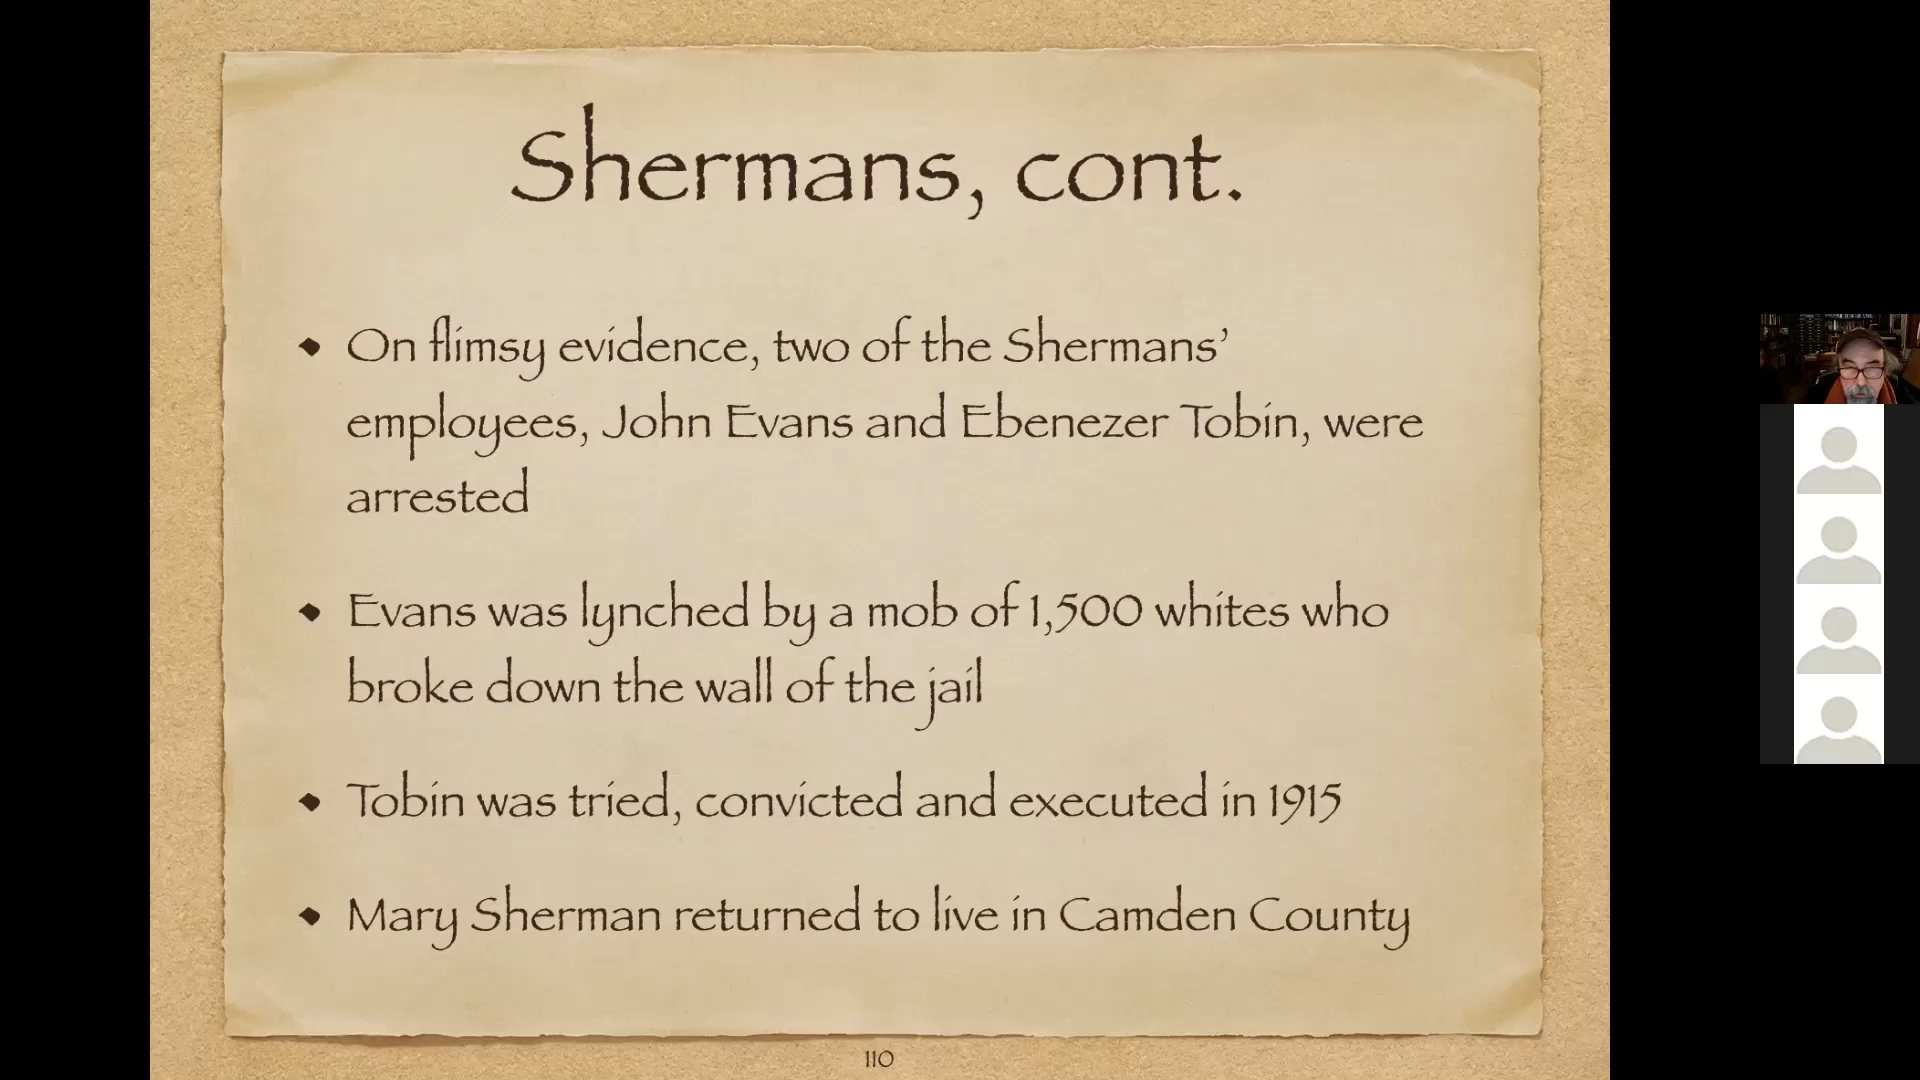 Shermans, cont.
On flimsy evidence, two of the Shermans’
employees, John Evans and Ebenezer Tobin, were
arrested
Evans was lynched by a mob of 1,500 whites who
broke down the wall of the jail
Tobin was tried, convicted and executed in 1915
Mary Sherman returned to live in Camden County
110